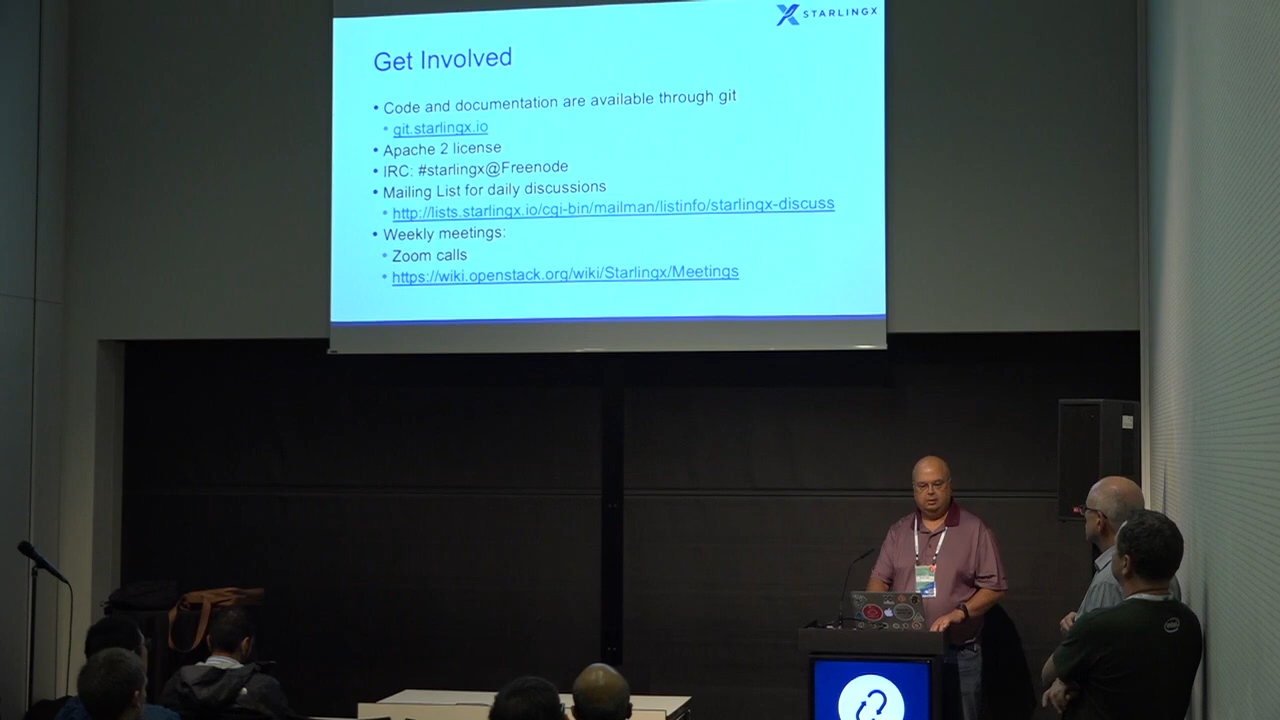 STARLINGX
Get Involved
• Code and documentation are available through git
• git.starlingx.io
• Apache 2 license
• IRC: #starlingx@Freenode
• Mailing List for daily discussions
• http://lists.starlingx.io/cgi-bin/mailman/listinfo/starlingx-discuss
• Weekly meetings:
• Zoom calls
• https://wiki.openstack.org/wiki/Starlingx/Meetings
intel